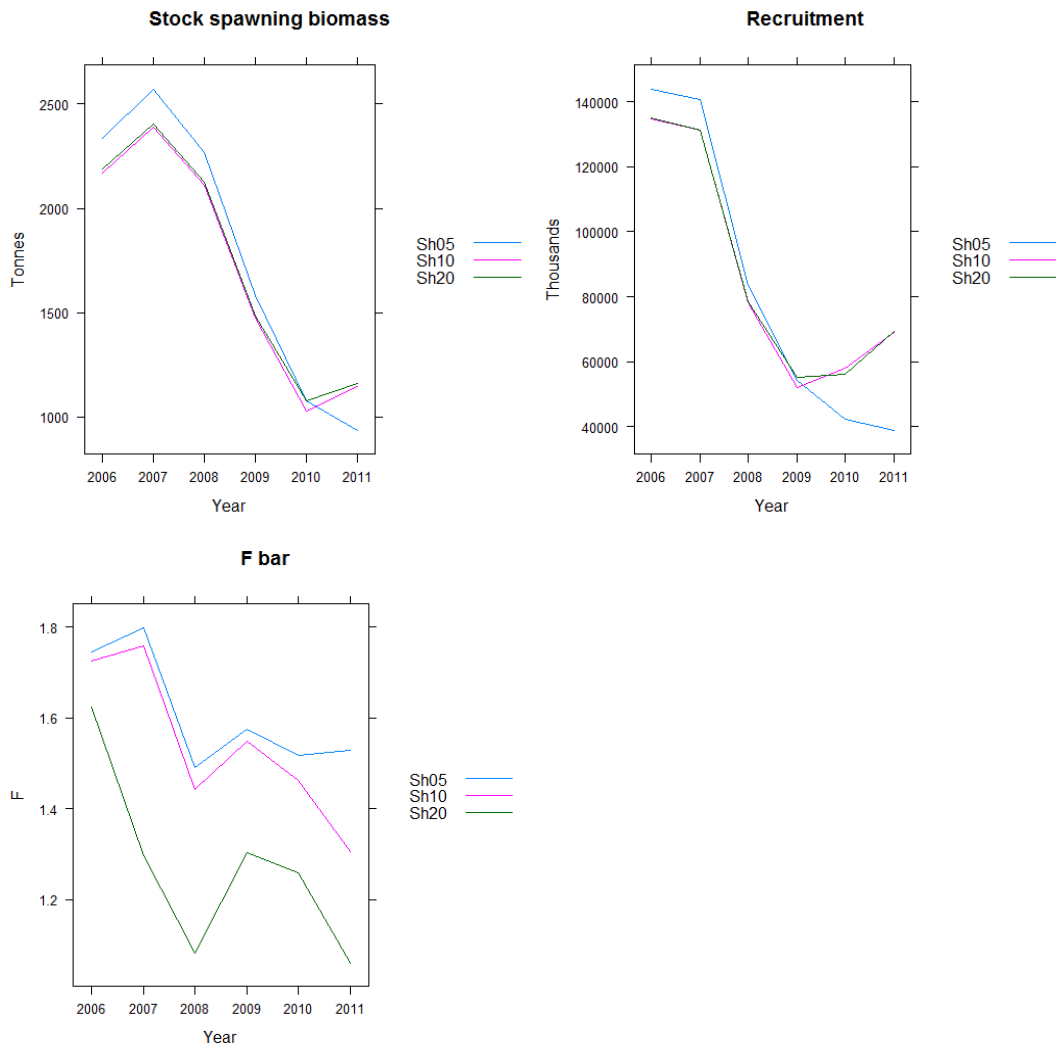 Stock spawning biomass
2500
2000
1500
1000
Tonnes
2006 2007 2008 2009 2010 2011
Year
Sh05
Sh10
Sh20
Recruitment
140000
120000
100000
80000
60000
40000
Thousands
2006 2007 2008 2009 2010 2011
Year
Sh05
Sh10
Sh20
F bar
1.8
1.6
1.4
1.2
F
2006 2007 2008 2009 2010 2011
Year
Sh05
Sh10
Sh20